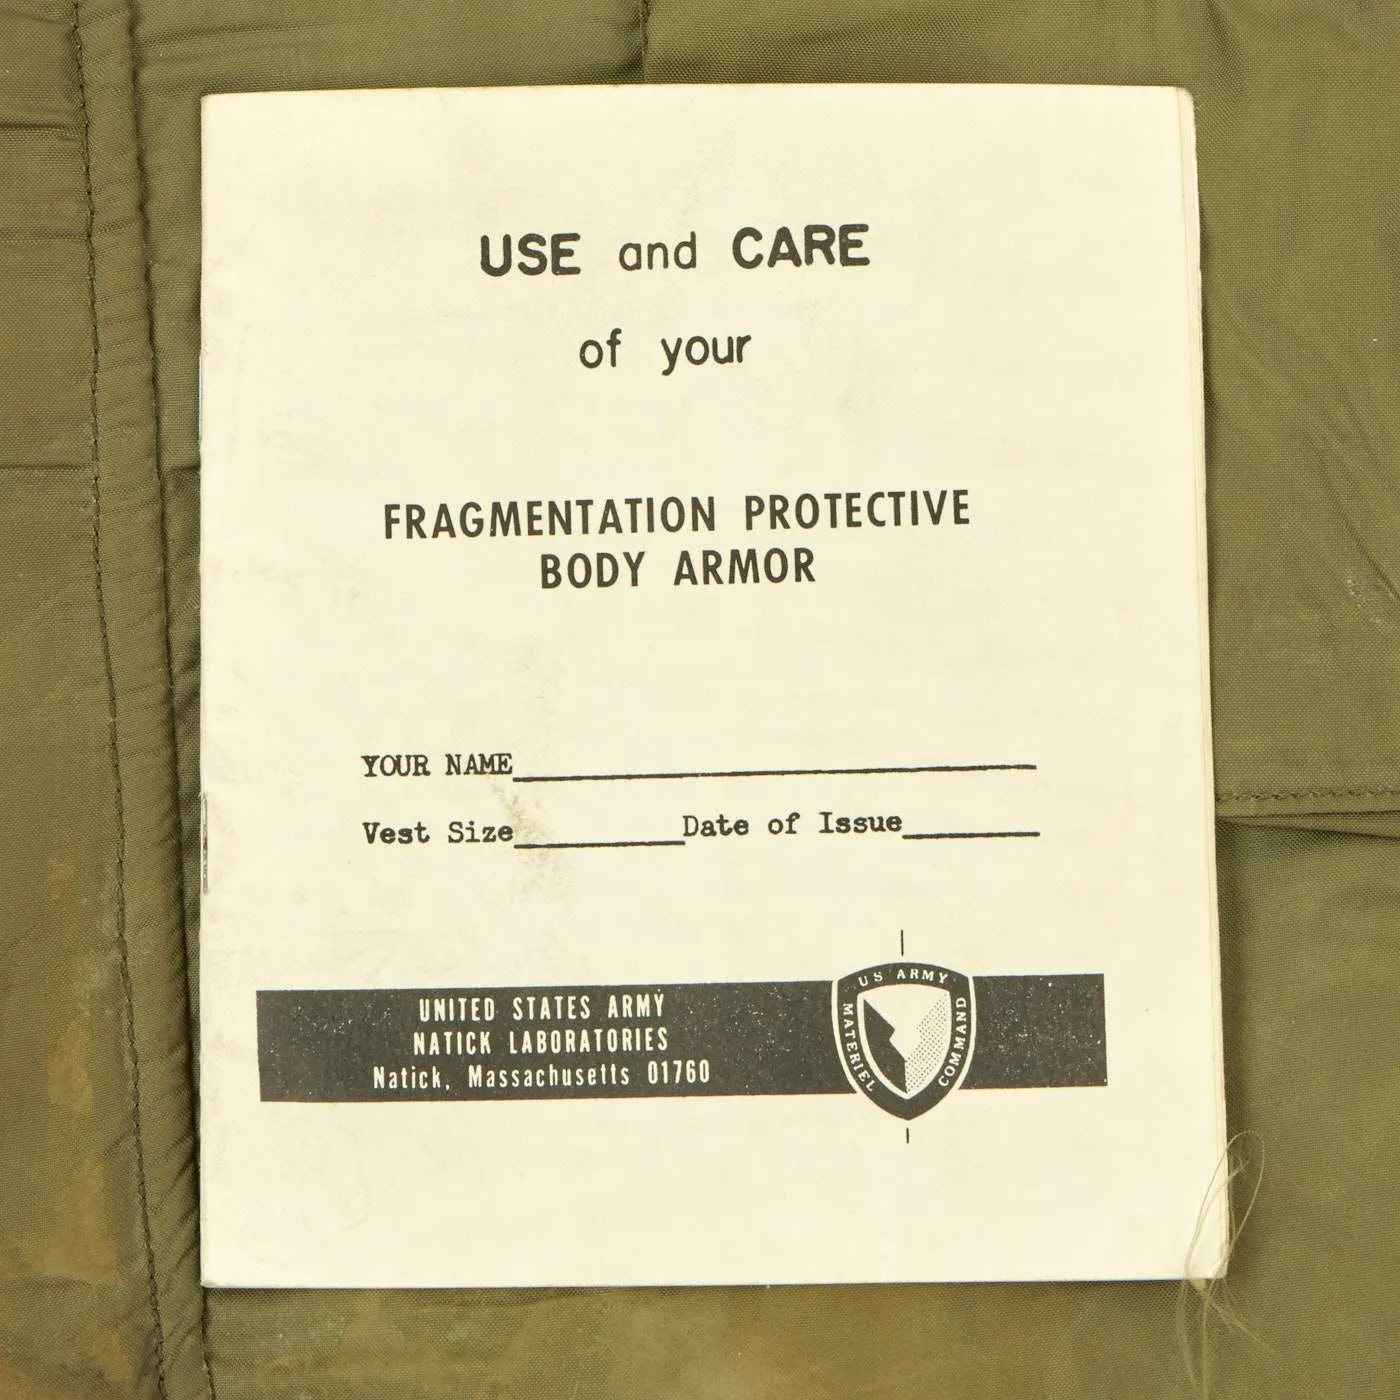 USE and CARE
of your
FRAGMENTATION PROTECTIVE
BODY ARMOR
YOUR NAME
Vest Size Date of Issue
UNITED STATES ARMY
NATICK LABORATORIES
Natick, Massachusetts 01760
US ARMY
MATERIEL
COMMAND